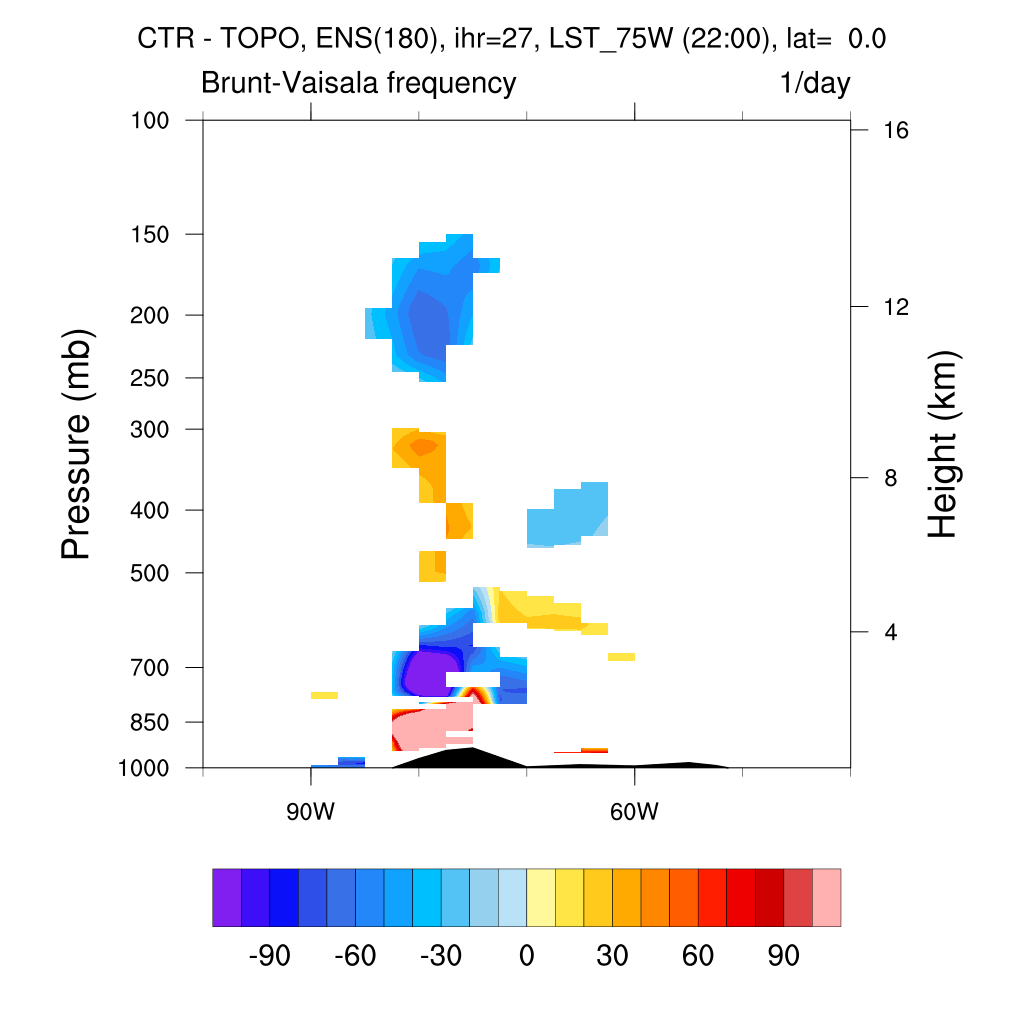 CTR - TOPO, ENS(180), ihr=27, LST_75W (22:00), lat=  0.0
Brunt-Vaisala frequency 1/day
100
150
200
250
300
400
500
700
850
1000
Pressure (mb)
16
12
8
4
Height (km)
90W 60W
-90 -60 -30 0 30 60 90